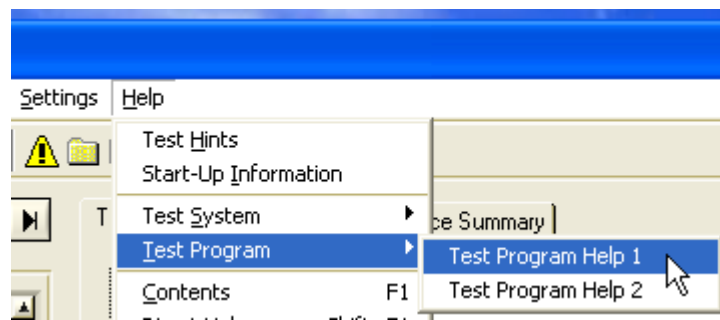 Settings Help
Test Hints
Start-Up Information
T Test System ce Summary
Test Program Test Program Help 1
Contents F1 Test Program Help 2